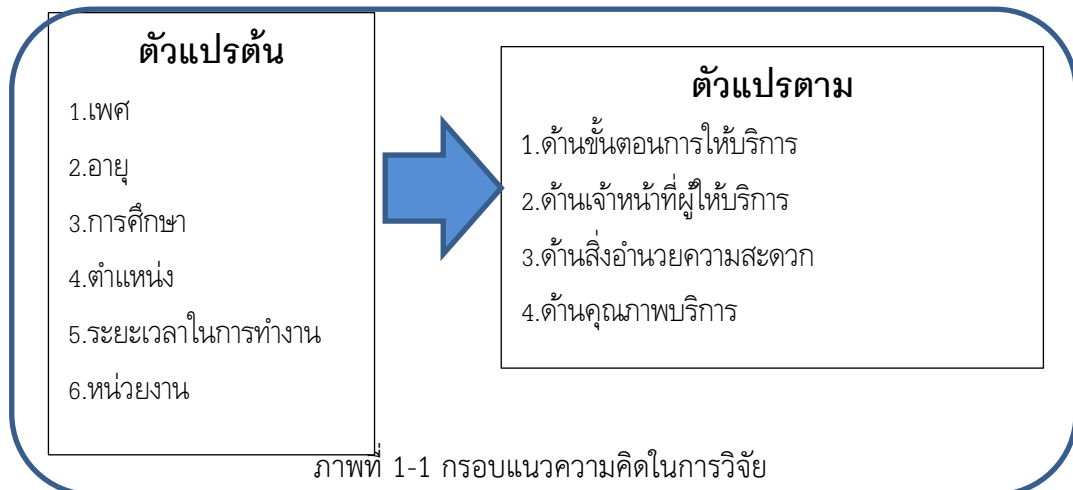 ตัวแปรต้น
1.เพศ
2.อายุ
3.การศึกษา
4.ตำแหน่ง
5.ระยะเวลาในการทำงาน
6.หน่วยงาน
ตัวแปรตาม
1.ด้านขั้นตอนการให้บริการ
2.ด้านเจ้าหน้าที่ผู้ให้บริการ
3.ด้านสิ่งอำนวยความสะดวก
4.ด้านคุณภาพบริการ
ภาพที่ 1-1 กรอบแนวความคิดในการวิจัย